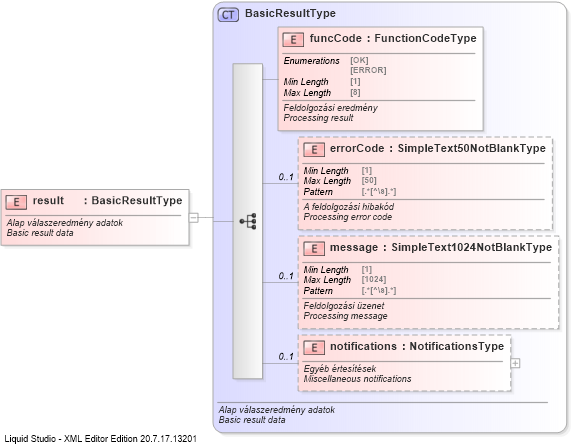 CT BasicResultType
E funcCode : FunctionCodeType
Enumerations [OK]
[ERROR]
Min Length [1]
Max Length [8]
Feldolgozási eredmény
Processing result
0..1
E errorCode : SimpleText50NotBlankType
Min Length [1]
Max Length [50]
Pattern [.*[^\s].*]
A feldolgozási hibakód
Processing error code
E result : BasicResultType
Alap válaszeredmény adatok
Basic result data
0..1
E message : SimpleText1024NotBlankType
Min Length [1]
Max Length [1024]
Pattern [.*[^\s].*]
Feldolgozási üzenet
Processing message
0..1
E notifications : NotificationsType
Egyéb értesítések
Miscellaneous notifications
Alap válaszeredmény adatok
Basic result data
Liquid Studio - XML Editor Edition 20.7.17.13201